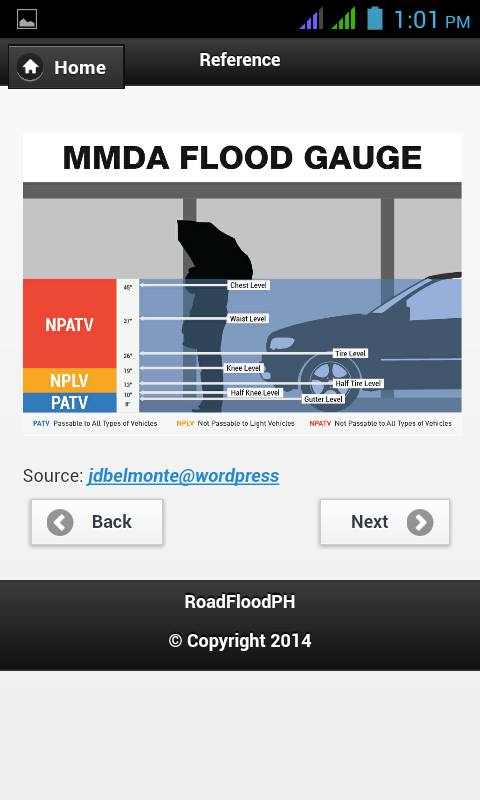 1:01 PM
Home
Reference
MMDA FLOOD GAUGE
45"
Chest Level
NPATV
37"
Waist Level
26"
Tire Level
19"
Knee Level
NPLV
13"
Half Tire Level
10"
Half Knee Level
PATV
8"
Gutter Level
PATV Passable to All Types of Vehicles NPLV Not Passable to Light Vehicles NPATV Not Passable to All Types of Vehicles
Source: jdbelmonte@wordpress
Back
Next
RoadFloodPH
© Copyright 2014